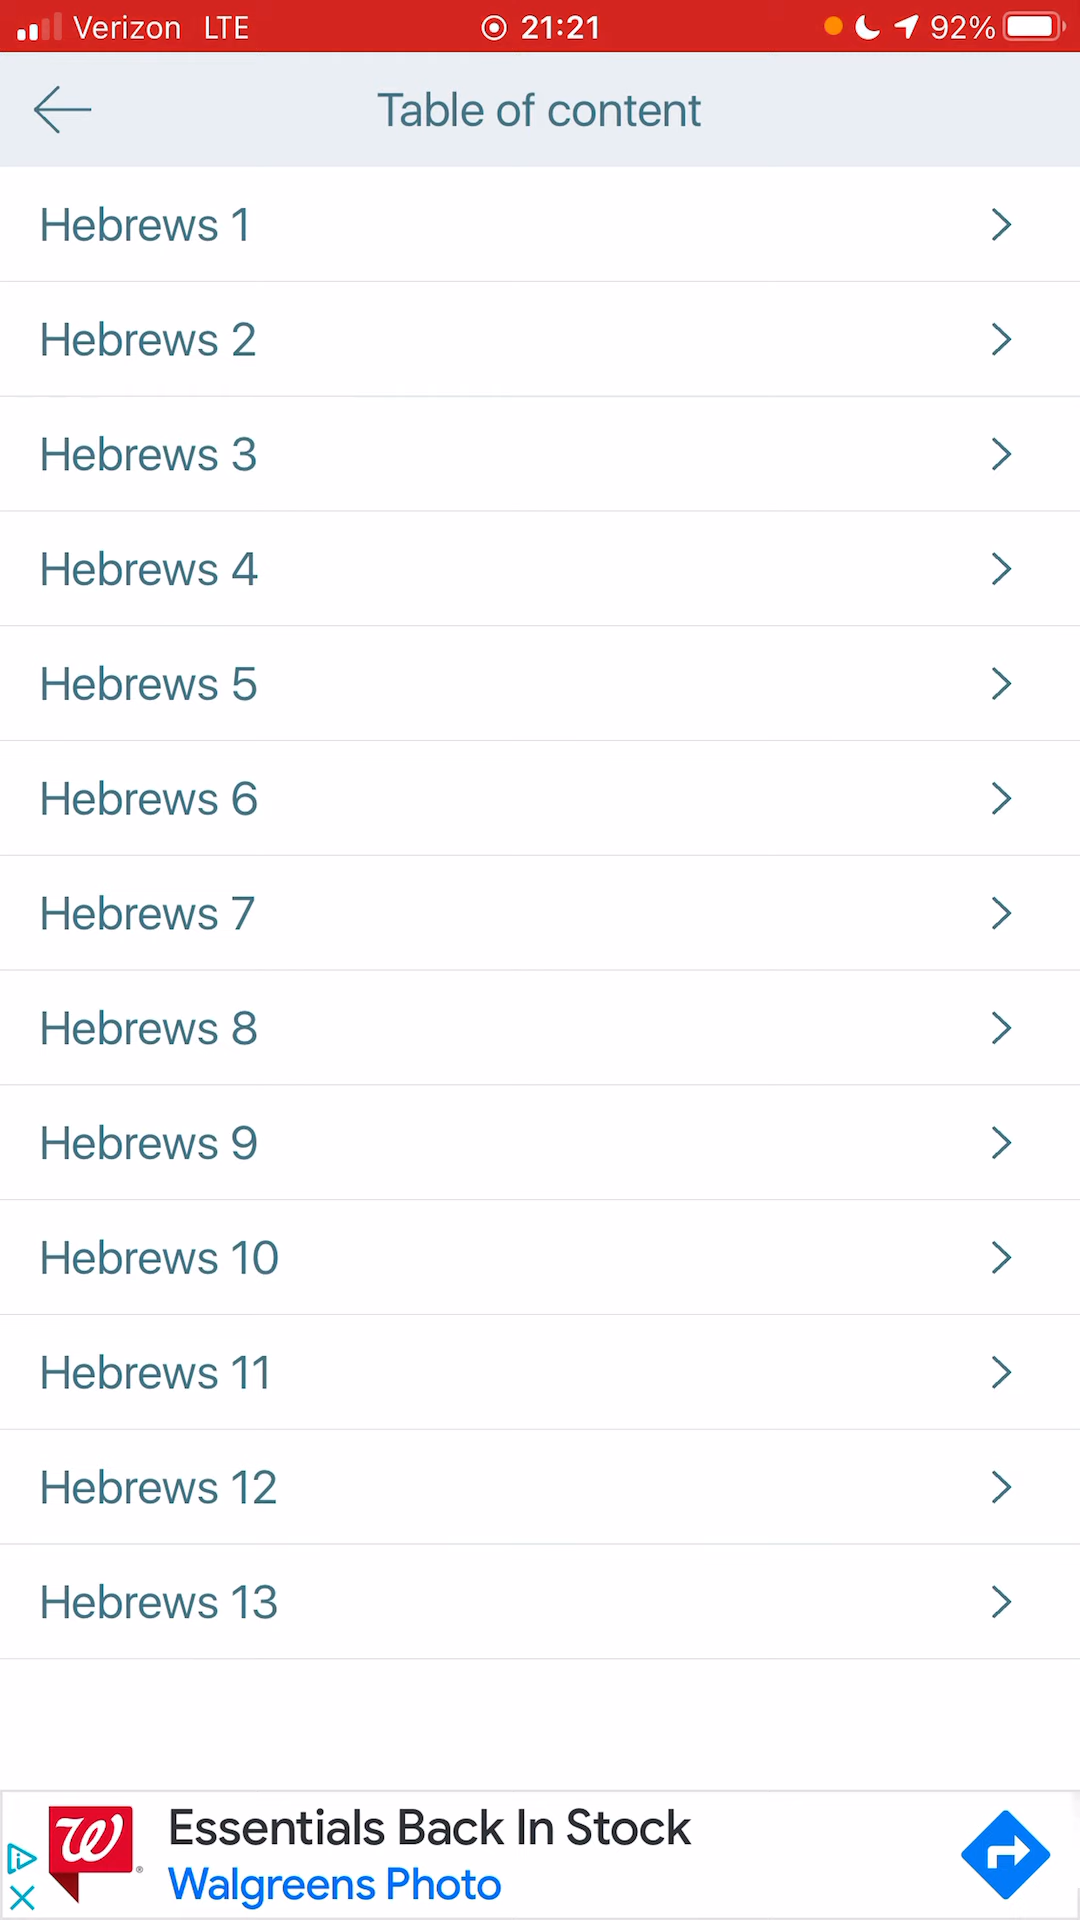 Verizon LTE 21:21 92%
Table of content
Hebrews 1
Hebrews 2
Hebrews 3
Hebrews 4
Hebrews 5
Hebrews 6
Hebrews 7
Hebrews 8
Hebrews 9
Hebrews 10
Hebrews 11
Hebrews 12
Hebrews 13
Essentials Back In Stock
Walgreens Photo